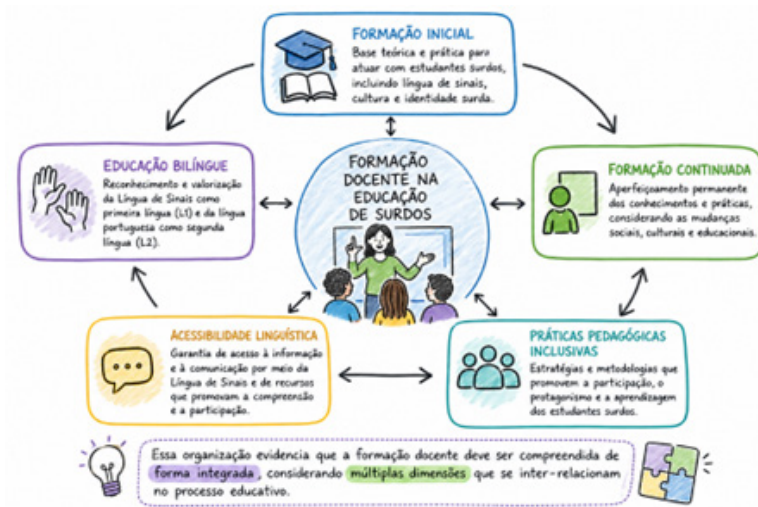 FORMAÇÃO INICIAL
Base teórica e prática para
atuar com estudantes surdos,
incluindo língua de sinais,
cultura e identidade surda.
EDUCAÇÃO BILÍNGUE
Reconhecimento e valorização
da Língua de Sinais como
primeira língua (L1) e da língua
portuguesa como segunda
língua (L2).
FORMAÇÃO
DOCENTE NA
EDUCAÇÃO
DE SURDOS
FORMAÇÃO CONTINUADA
Aperfeiçoamento permanente
dos conhecimentos e práticas,
considerando as mudanças
sociais, culturais e educacionais.
ACESSIBILIDADE LINGUÍSTICA
Garantia de acesso à informação
e à comunicação por meio da
Língua de Sinais e de recursos
que promovam a compreensão
e a participação.
PRÁTICAS PEDAGÓGICAS
INCLUSIVAS
Estratégias e metodologias que
promovem a participação, o
protagonismo e a aprendizagem
dos estudantes surdos.
Essa organização evidencia que a formação docente deve ser compreendida de
forma integrada, considerando múltiplas dimensões que se inter-relacionam
no processo educativo.